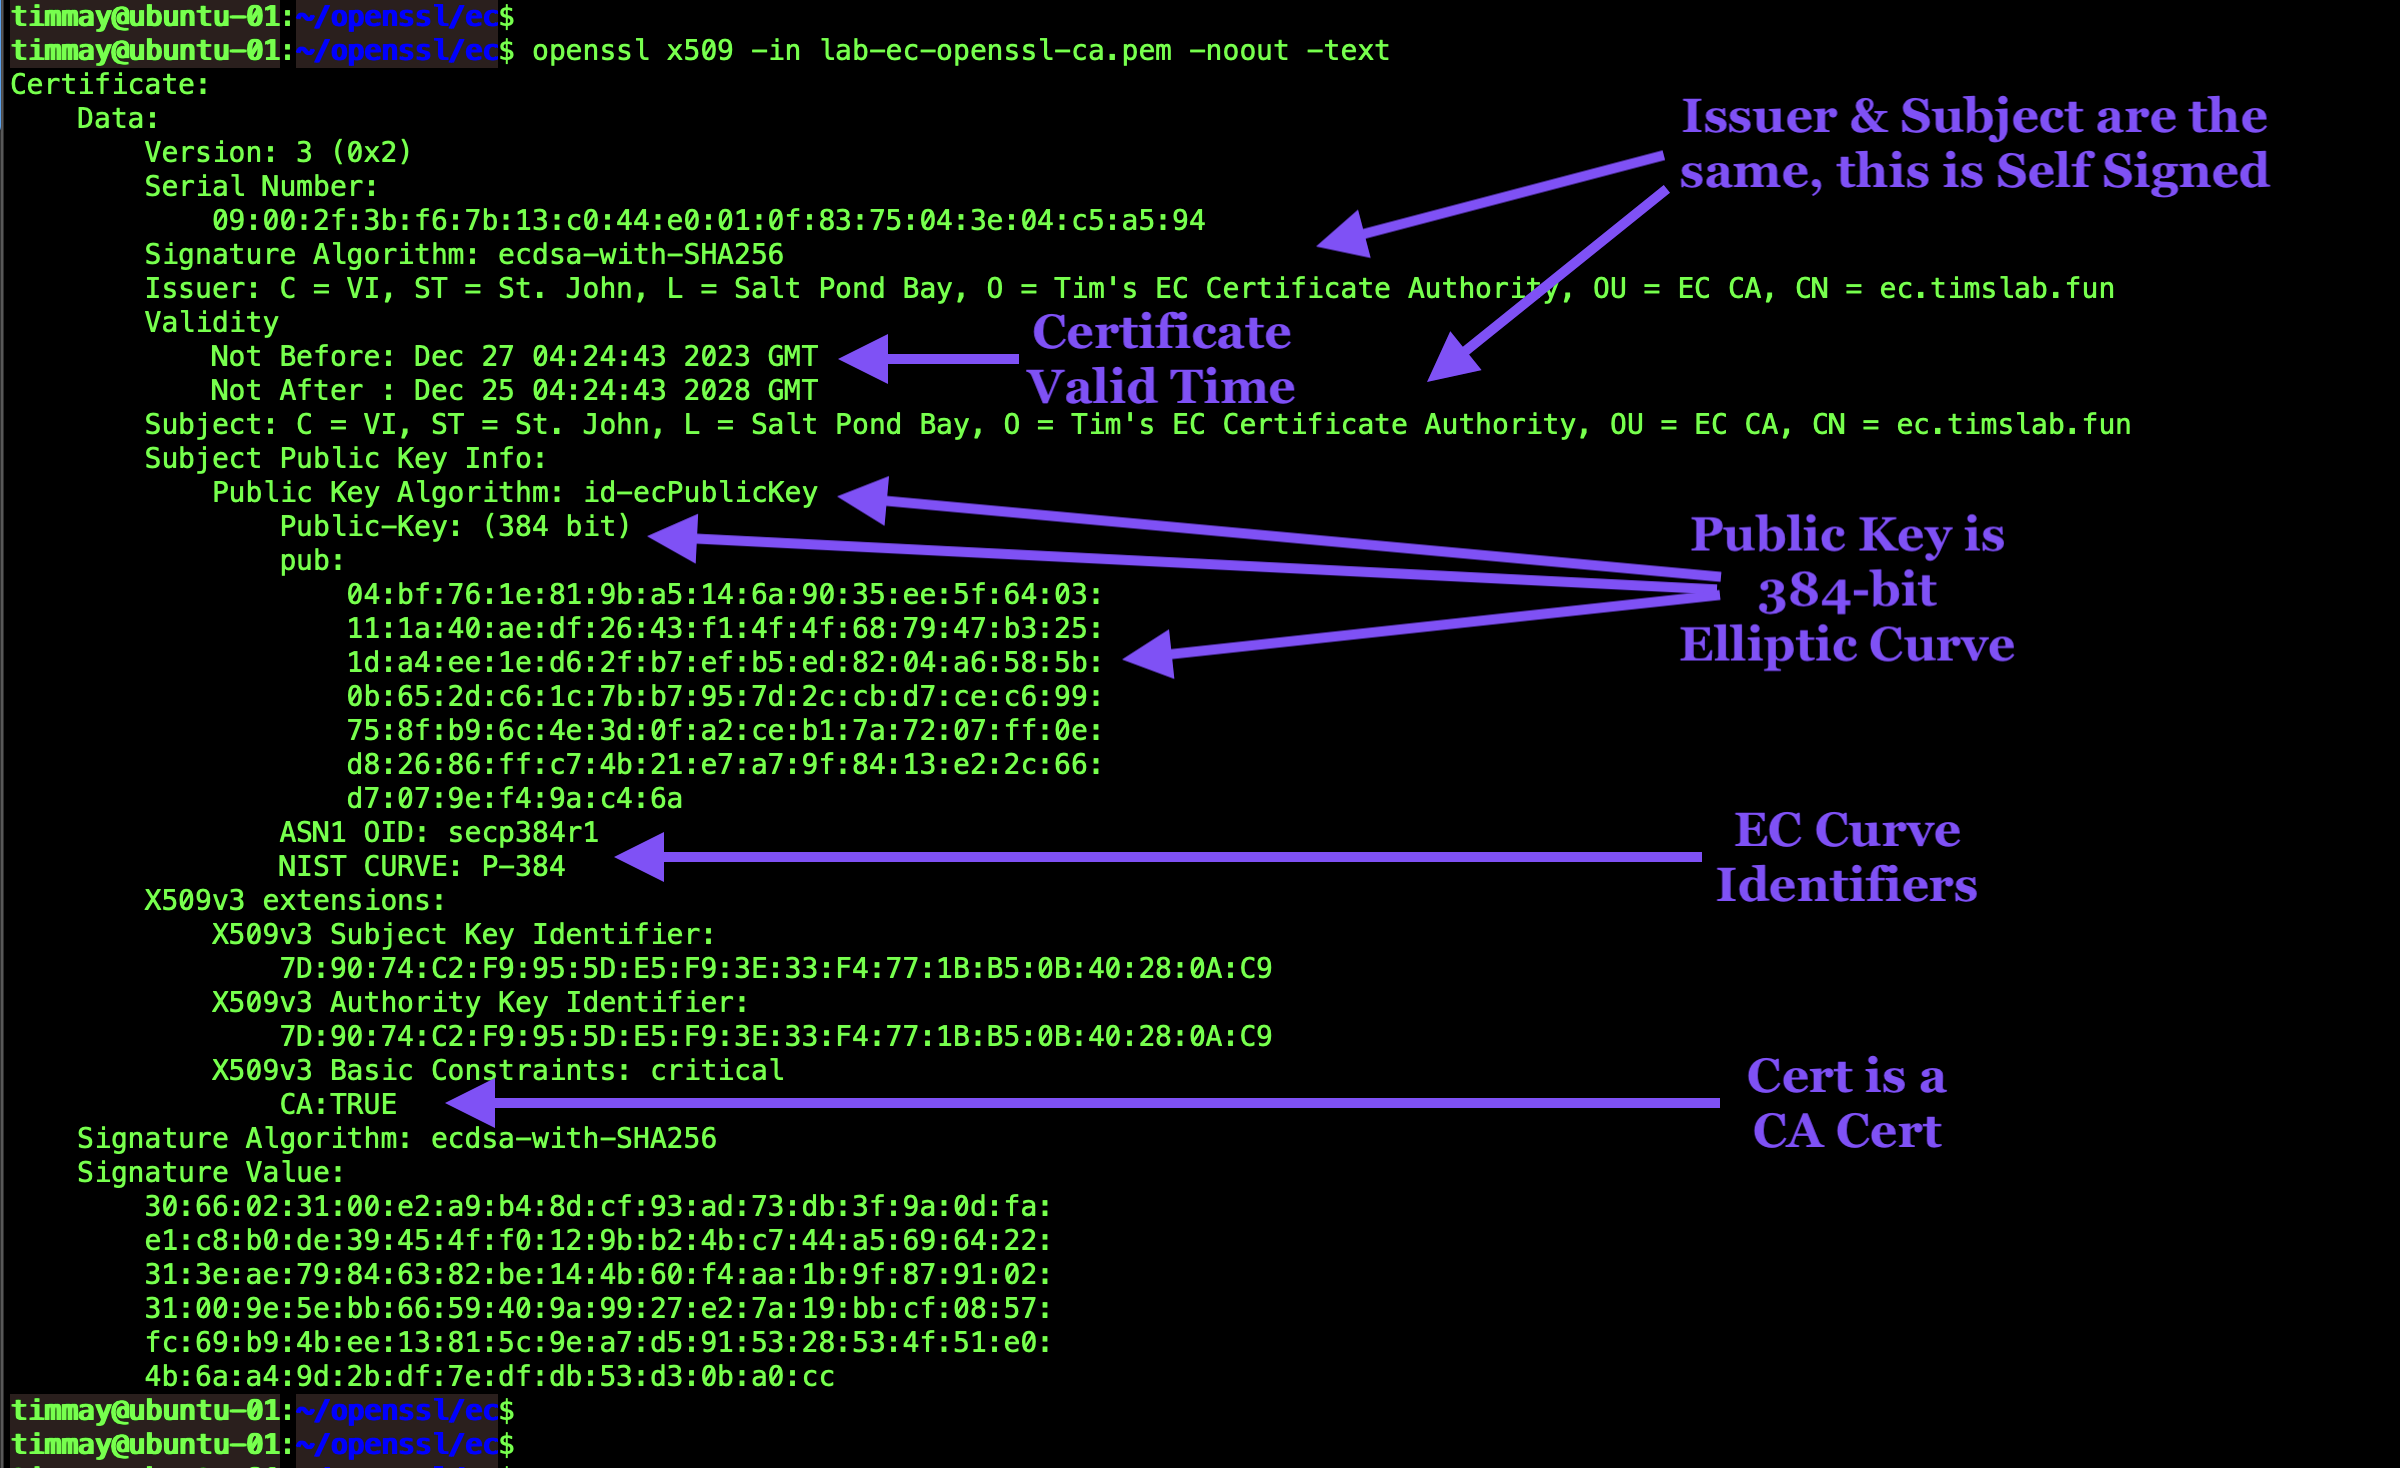 timmay@ubuntu-01:~/openssl/ec$
timmay@ubuntu-01:~/openssl/ec$ openssl x509 -in lab-ec-openssl-ca.pem -noout -text
Certificate:
Data:
Version: 3 (0x2)
Serial Number:
09:00:2f:3b:f6:7b:13:c0:44:e0:01:0f:83:75:04:3e:04:c5:a5:94
Signature Algorithm: ecdsa-with-SHA256
Issuer: C = VI, ST = St. John, L = Salt Pond Bay, O = Tim's EC Certificate Authority, OU = EC CA, CN = ec.timslab.fun
Validity
Not Before: Dec 27 04:24:43 2023 GMT
Not After : Dec 25 04:24:43 2028 GMT
Subject: C = VI, ST = St. John, L = Salt Pond Bay, O = Tim's EC Certificate Authority, OU = EC CA, CN = ec.timslab.fun
Subject Public Key Info:
Public Key Algorithm: id-ecPublicKey
Public-Key: (384 bit)
pub:
04:bf:76:1e:81:9b:a5:14:6a:90:35:ee:5f:64:03:
11:1a:40:ae:df:26:43:f1:4f:4f:68:79:47:b3:25:
1d:a4:ee:1e:d6:2f:b7:ef:b5:ed:82:04:a6:58:5b:
0b:65:2d:c6:1c:7b:b7:95:7d:2c:cb:d7:ce:c6:99:
75:8f:b9:6c:4e:3d:0f:a2:ce:b1:7a:72:07:ff:0e:
d8:26:86:ff:c7:4b:21:e7:a7:9f:84:13:e2:2c:66:
d7:07:9e:f4:9a:c4:6a
ASN1 OID: secp384r1
NIST CURVE: P-384
X509v3 extensions:
X509v3 Subject Key Identifier:
7D:90:74:C2:F9:95:5D:E5:F9:3E:33:F4:77:1B:B5:0B:40:28:0A:C9
X509v3 Authority Key Identifier:
7D:90:74:C2:F9:95:5D:E5:F9:3E:33:F4:77:1B:B5:0B:40:28:0A:C9
X509v3 Basic Constraints: critical
CA:TRUE
Signature Algorithm: ecdsa-with-SHA256
Signature Value:
30:66:02:31:00:e2:a9:b4:8d:cf:93:ad:73:db:3f:9a:0d:fa:
e1:c8:b0:de:39:45:4f:f0:12:9b:b2:4b:c7:44:a5:69:64:22:
31:3e:ae:79:84:63:82:be:14:4b:60:f4:aa:1b:9f:87:91:02:
31:00:9e:5e:bb:66:59:40:9a:99:27:e2:7a:19:bb:cf:08:57:
fc:69:b9:4b:ee:13:81:5c:9e:a7:d5:91:53:28:53:4f:51:e0:
4b:6a:a4:9d:2b:df:7e:df:db:53:d3:0b:a0:cc
timmay@ubuntu-01:~/openssl/ec$
timmay@ubuntu-01:~/openssl/ec$
Issuer & Subject are the
same, this is Self Signed
Certificate
Valid Time
Public Key is
384-bit
Elliptic Curve
EC Curve
Identifiers
Cert is a
CA Cert